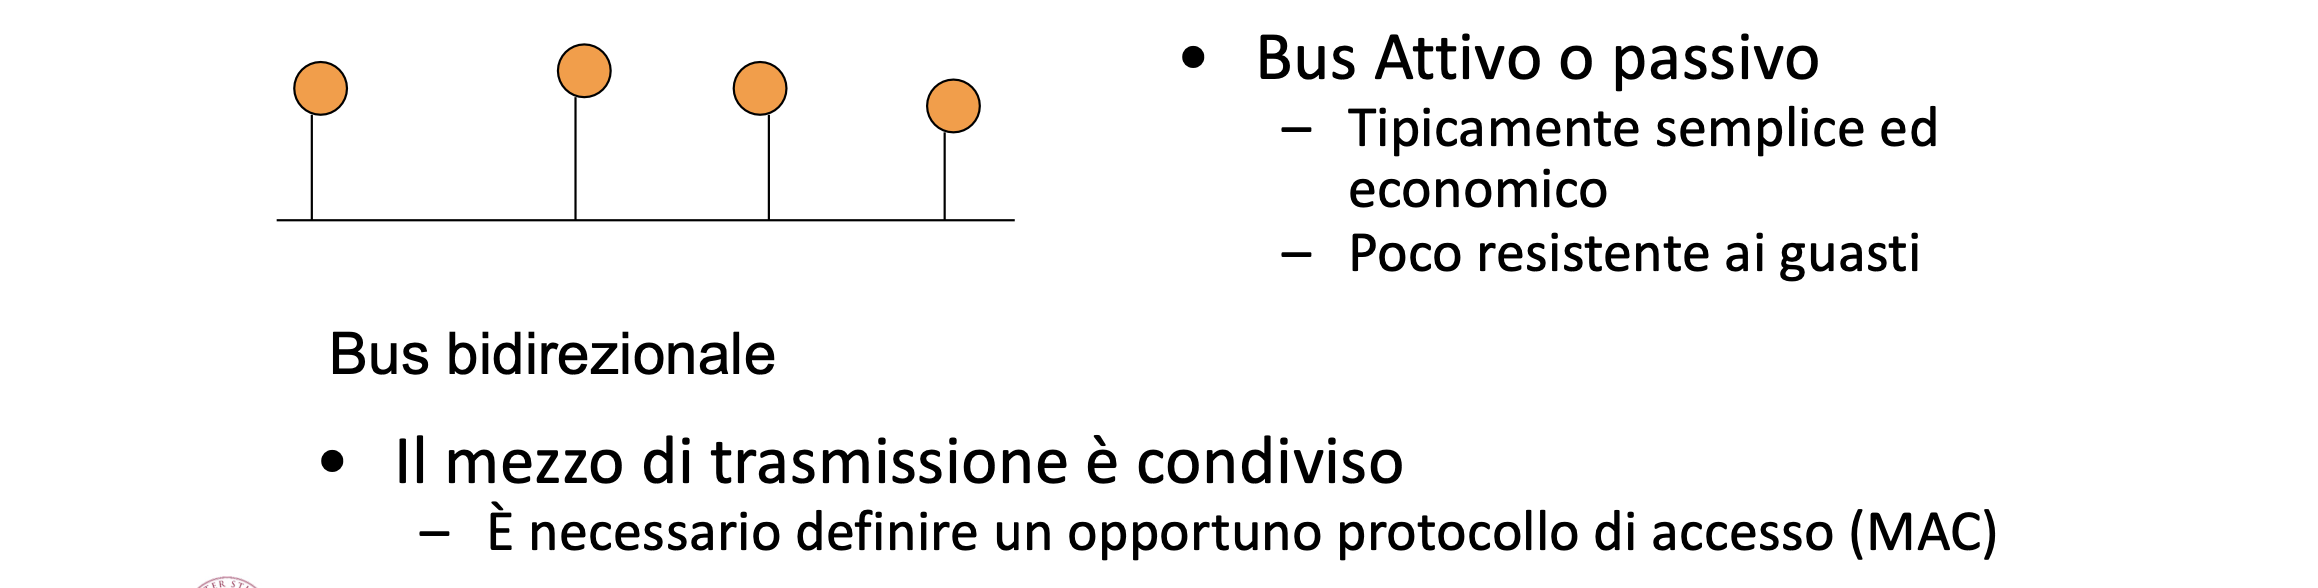 • Bus Attivo o passivo
– Tipicamente semplice ed
economico
– Poco resistente ai guasti
Bus bidirezionale
• Il mezzo di trasmissione è condiviso
– È necessario definire un opportuno protocollo di accesso (MAC)